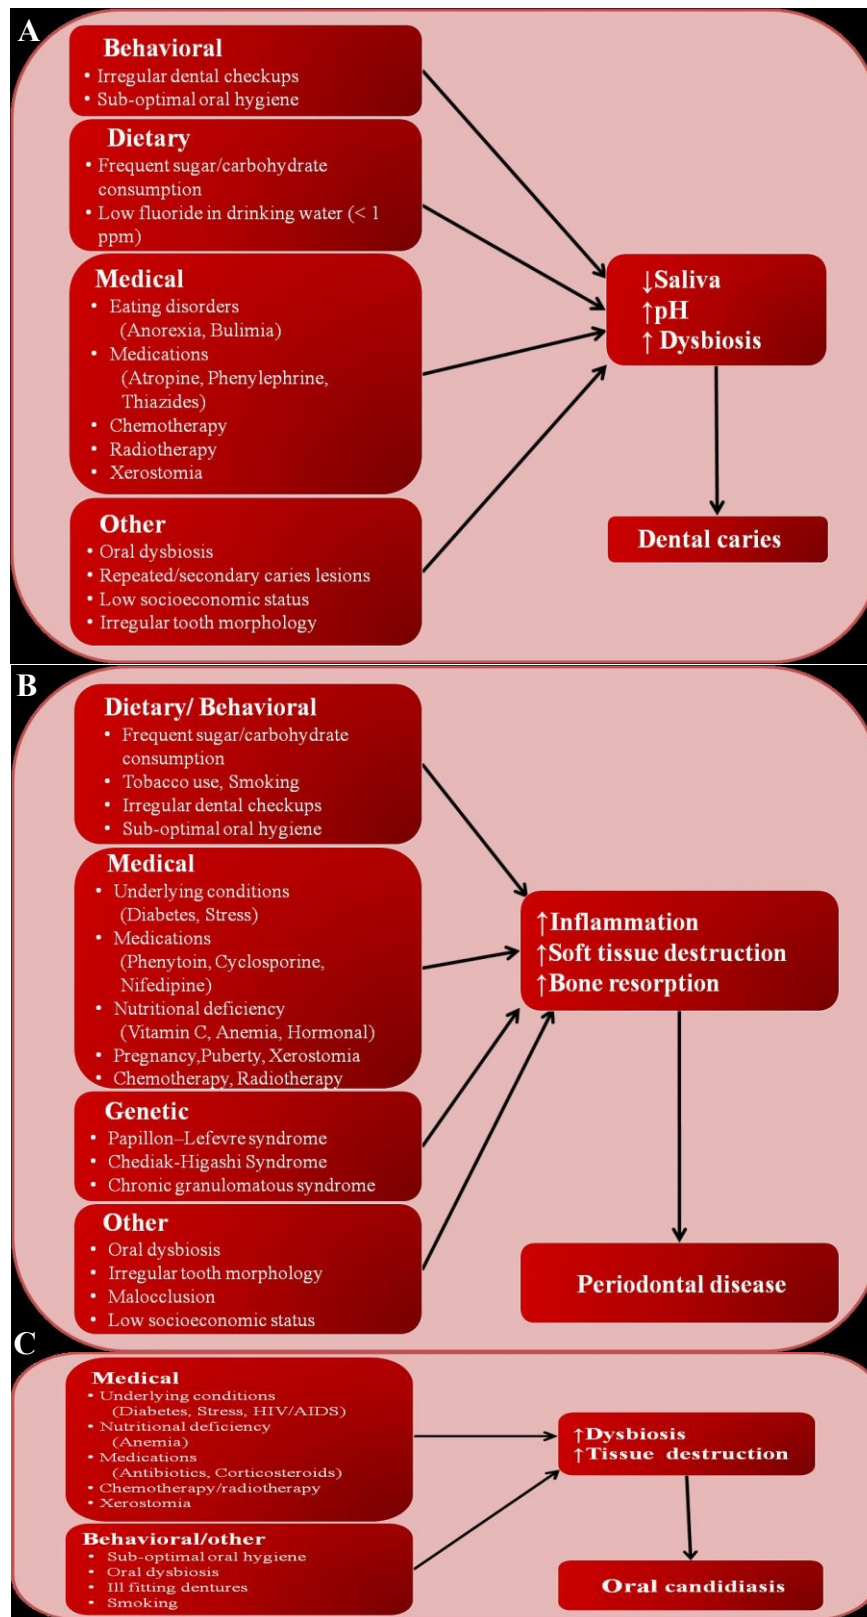 A
Behavioral
• Irregular dental checkups
• Sub-optimal oral hygiene
Dietary
• Frequent sugar/carbohydrate
consumption
• Low fluoride in drinking water (< 1
ppm)
Medical
• Eating disorders
(Anorexia, Bulimia)
• Medications
(Atropine, Phenylephrine,
Thiazides)
• Chemotherapy
• Radiotherapy
• Xerostomia
Other
• Oral dysbiosis
• Repeated/secondary caries lesions
• Low socioeconomic status
• Irregular tooth morphology
↓Saliva
↑pH
↑ Dysbiosis
Dental caries
B
Dietary/ Behavioral
• Frequent sugar/carbohydrate
consumption
• Tobacco use, Smoking
• Irregular dental checkups
• Sub-optimal oral hygiene
Medical
• Underlying conditions
(Diabetes, Stress)
• Medications
(Phenytoin, Cyclosporine,
Nifedipine)
• Nutritional deficiency
(Vitamin C, Anemia, Hormonal)
• Pregnancy,Puberty, Xerostomia
• Chemotherapy, Radiotherapy
Genetic
• Papillon–Lefevre syndrome
• Chediak-Higashi Syndrome
• Chronic granulomatous syndrome
Other
• Oral dysbiosis
• Irregular tooth morphology
• Malocclusion
• Low socioeconomic status
↑Inflammation
↑Soft tissue destruction
↑Bone resorption
Periodontal disease
C
Medical
• Underlying conditions
(Diabetes, Stress, HIV/AIDS)
• Nutritional deficiency
(Anemia)
• Medications
(Antibiotics, Corticosteroids)
• Chemotherapy/radiotherapy
• Xerostomia
Behavioral/other
• Sub-optimal oral hygiene
• Oral dysbiosis
• Ill fitting dentures
• Smoking
↑Dysbiosis
↑Tissue destruction
Oral candidiasis